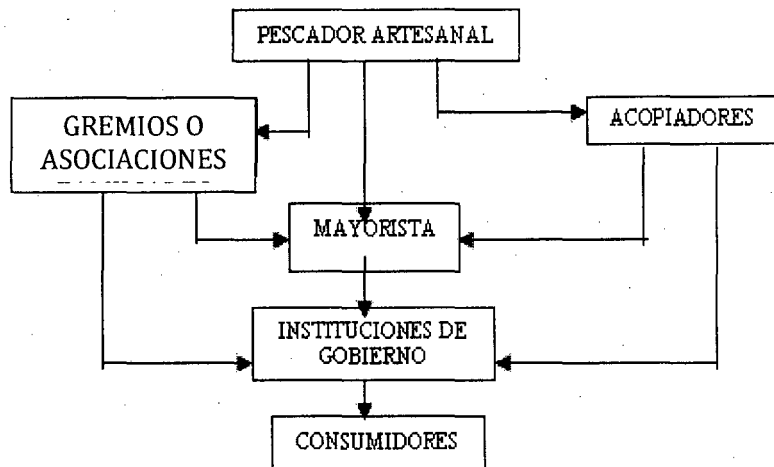 PESCADOR ARTESANAL
GREMIOS O
ASOCIACIONES
ACOPIADORES
MAYORISTA
INSTITUCIONES DE
GOBIERNO
CONSUMIDORES